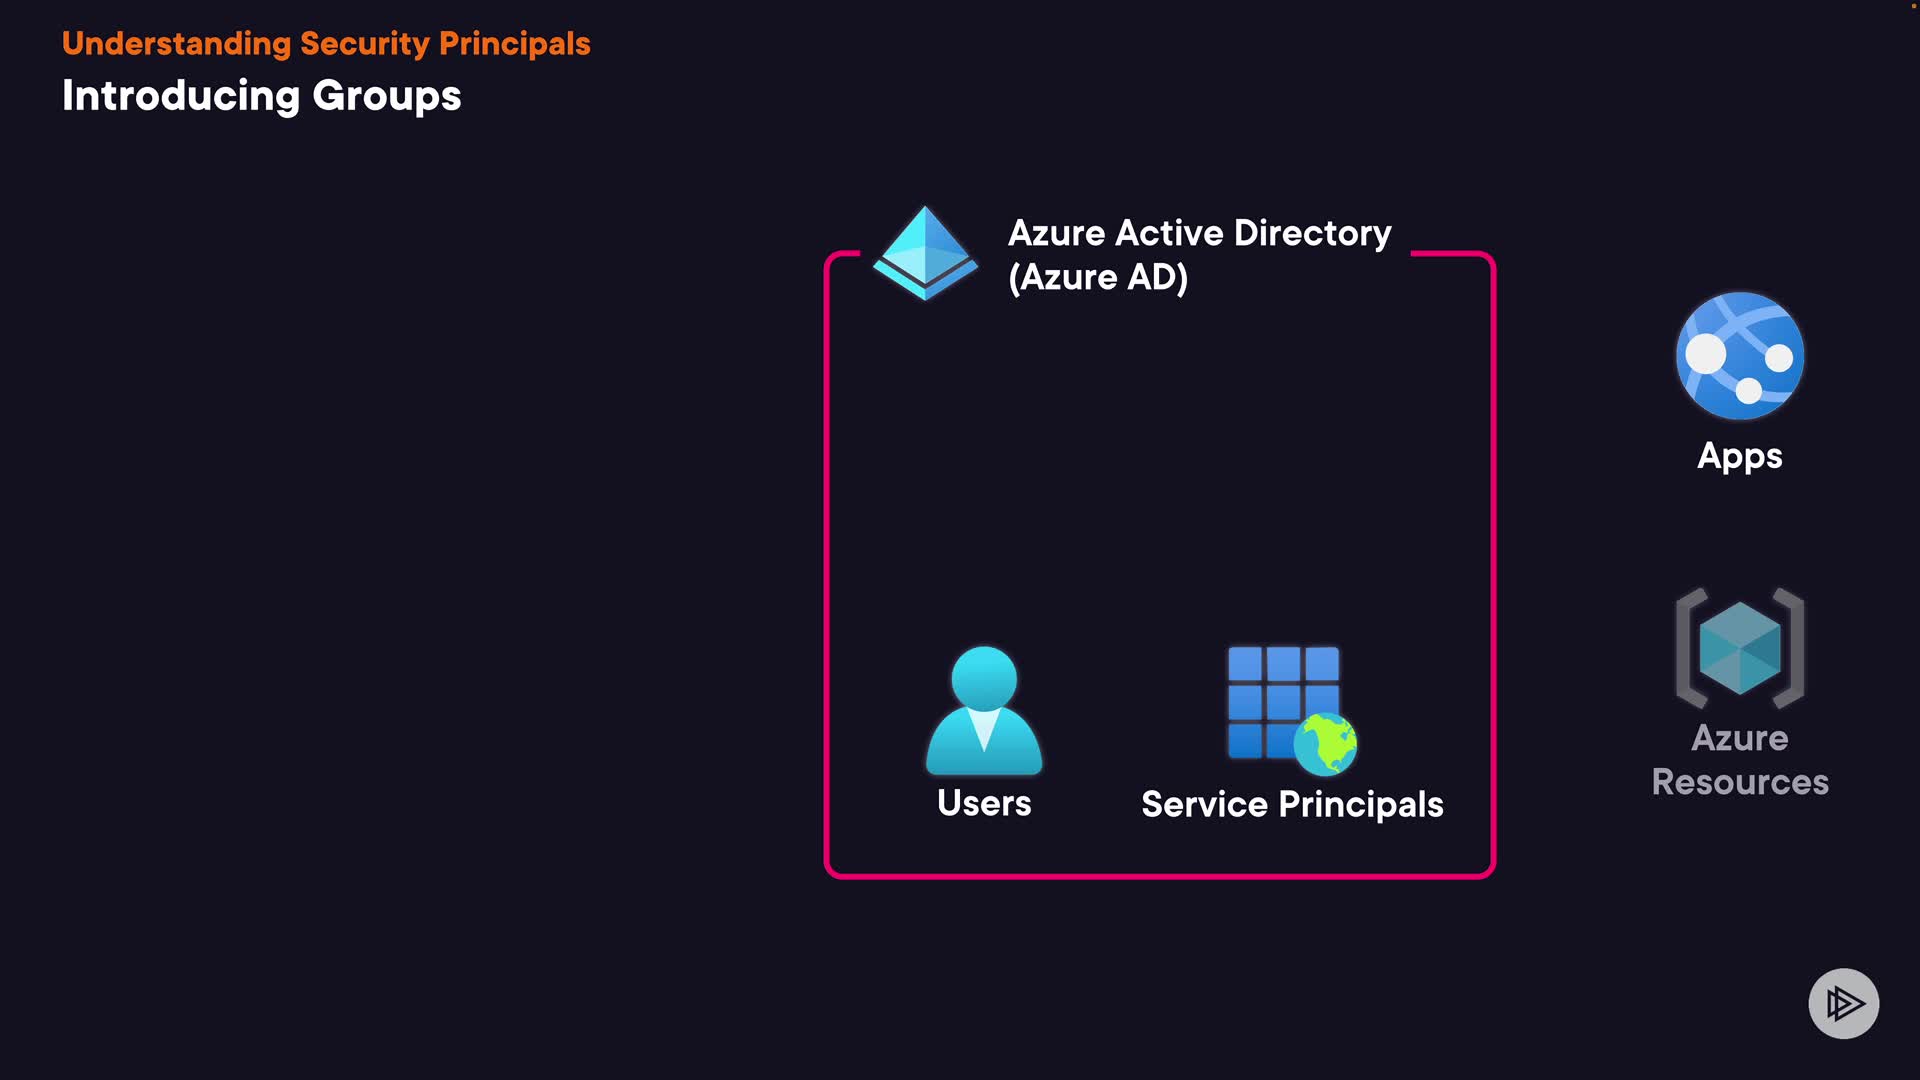 Understanding Security Principals
Introducing Groups
Azure Active Directory
(Azure AD)
Apps
Azure
Resources
Users
Service Principals